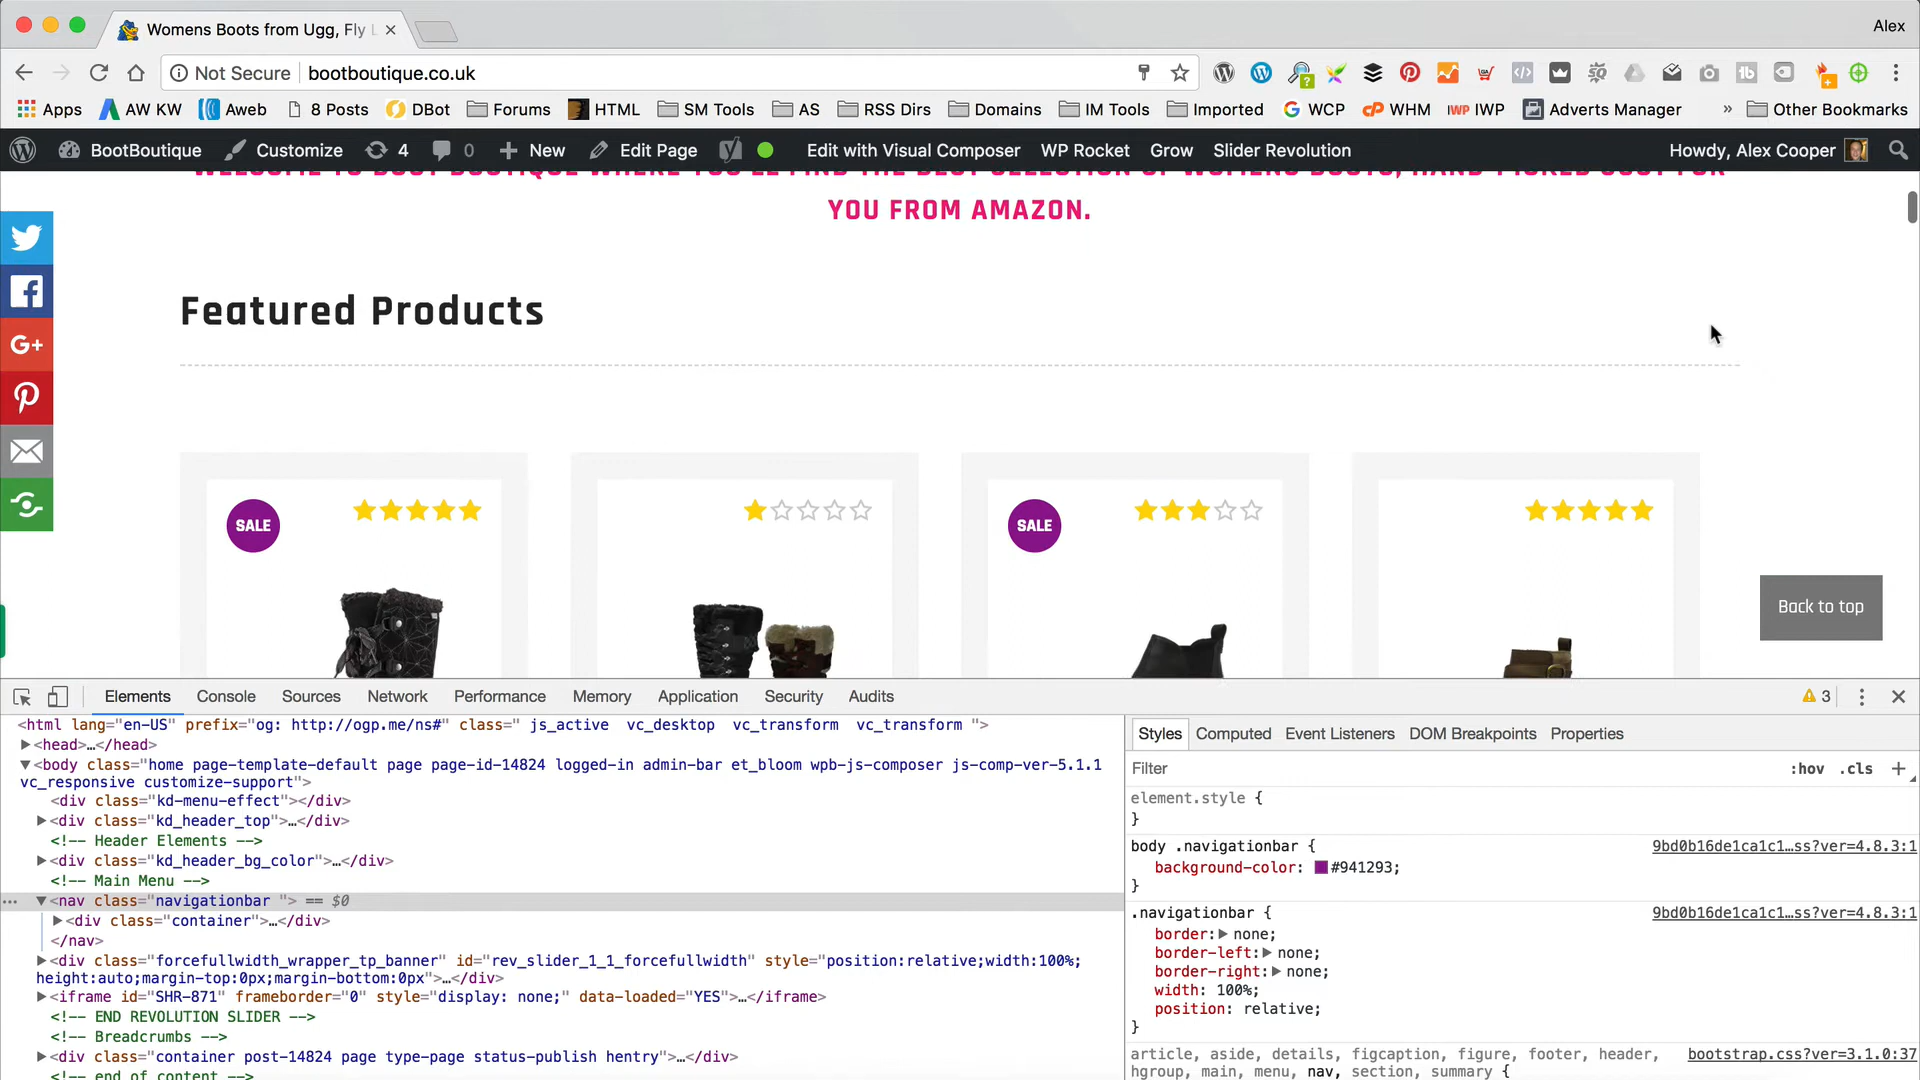 Womens Boots from Ugg, Fly L
Alex
Not Secure
bootboutique.co.uk
Apps
AW KW
Aweb
8 Posts
DBot
Forums
HTML
SM Tools
AS
RSS Dirs
Domains
IM Tools
Imported
WCP
WHM
IWP
Adverts Manager
»
Other Bookmarks
BootBoutique
Customize
4
0
New
Edit Page
Edit with Visual Composer
WP Rocket
Grow
Slider Revolution
Howdy, Alex Cooper
YOU FROM AMAZON.
Featured Products
SALE
SALE
Back to top
Elements
Console
Sources
Network
Performance
Memory
Application
Security
Audits
3
<html lang="en-US" prefix="og: http://ogp.me/ns#" class=" js_active  vc_desktop  vc_transform  vc_transform ">
<head>…</head>
<body class="home page-template-default page page-id-14824 logged-in admin-bar et_bloom wpb-js-composer js-comp-ver-5.1.1
vc_responsive customize-support">
<div class="kd-menu-effect"></div>
<div class="kd_header_top">…</div>
<!-- Header Elements -->
<div class="kd_header_bg_color">…</div>
<!-- Main Menu -->
<nav class="navigationbar "> == $0
<div class="container">…</div>
</nav>
<div class="forcefullwidth_wrapper_tp_banner" id="rev_slider_1_1_forcefullwidth" style="position:relative;width:100%;
height:auto;margin-top:0px;margin-bottom:0px">…</div>
<iframe id="SHR-871" frameborder="0" style="display: none;" data-loaded="YES">…</iframe>
<!-- END REVOLUTION SLIDER -->
<!-- Breadcrumbs -->
<div class="container post-14824 page type-page status-publish hentry">…</div>
<!-- end of content -->
Styles
Computed
Event Listeners
DOM Breakpoints
Properties
Filter
:hov
.cls
+
element.style {
}
body .navigationbar {
9bd0b16de1ca1c1…ss?ver=4.8.3:1
background-color: #941293;
}
.navigationbar {
9bd0b16de1ca1c1…ss?ver=4.8.3:1
border: none;
border-left: none;
border-right: none;
width: 100%;
position: relative;
}
article, aside, details, figcaption, figure, footer, header,
bootstrap.css?ver=3.1.0:37
hgroup, main, menu, nav, section, summary {